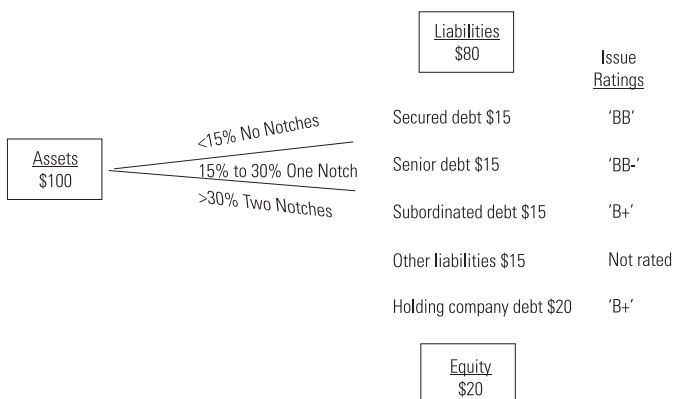 Liabilities
$80
Issue
Ratings
Secured debt $15 'BB'
<15% No Notches
Assets
$100
15% to 30% One Notch
Senior debt $15 'BB-'
>30% Two Notches
Subordinated debt $15 'B+'
Other liabilities $15 Not rated
Holding company debt $20 'B+'
Equity
$20